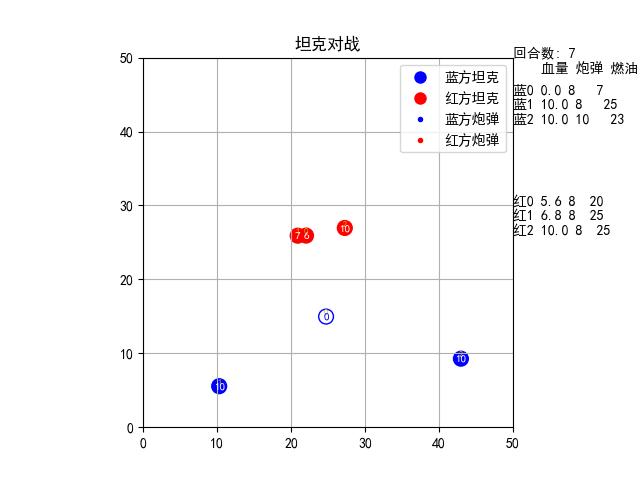 坦克对战
回合数: 7
血量 炮弹 燃油
蓝0 0.0 8 7
蓝1 10.0 8 25
蓝2 10.0 10 23
红0 5.6 8 20
红1 6.8 8 25
红2 10.0 8 25
蓝方坦克
红方坦克
蓝方炮弹
红方炮弹
50
40
30
20
10
0
7 6
10
0
10
10
0 10 20 30 40 50